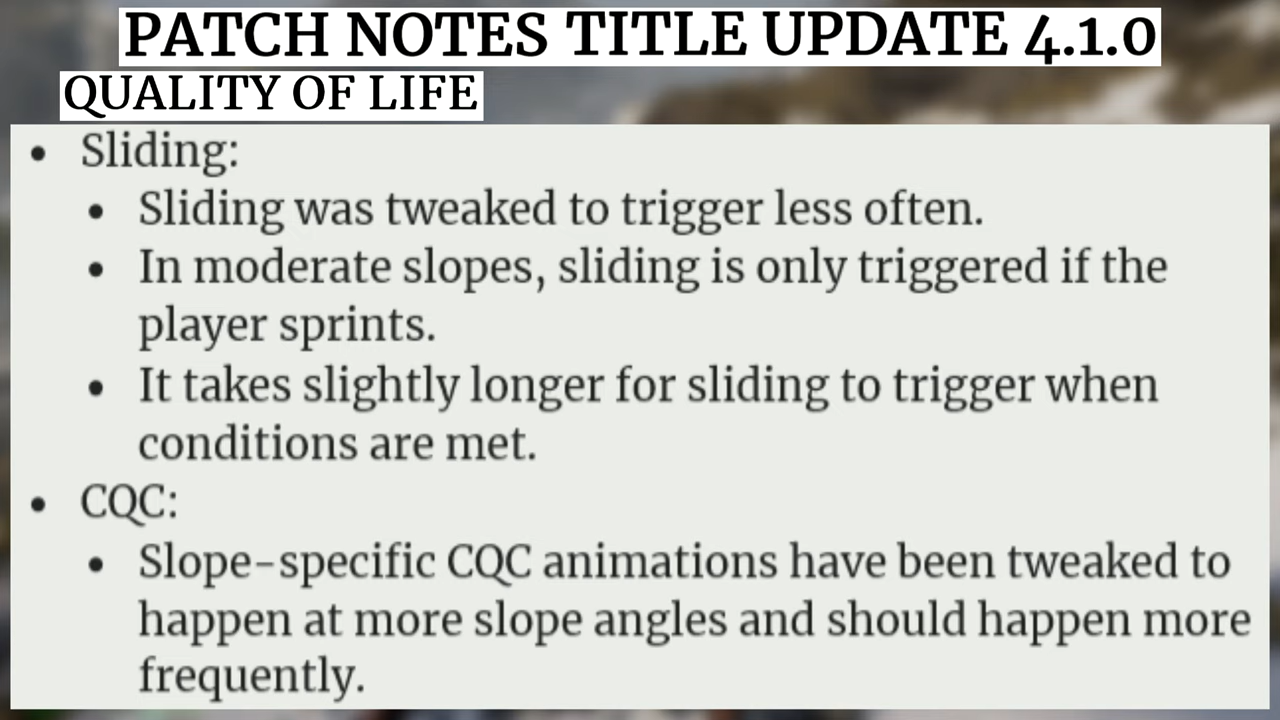 PATCH NOTES TITLE UPDATE 4.1.0
QUALITY OF LIFE
• Sliding:
• Sliding was tweaked to trigger less often.
• In moderate slopes, sliding is only triggered if the
player sprints.
• It takes slightly longer for sliding to trigger when
conditions are met.
• CQC:
• Slope-specific CQC animations have been tweaked to
happen at more slope angles and should happen more
frequently.